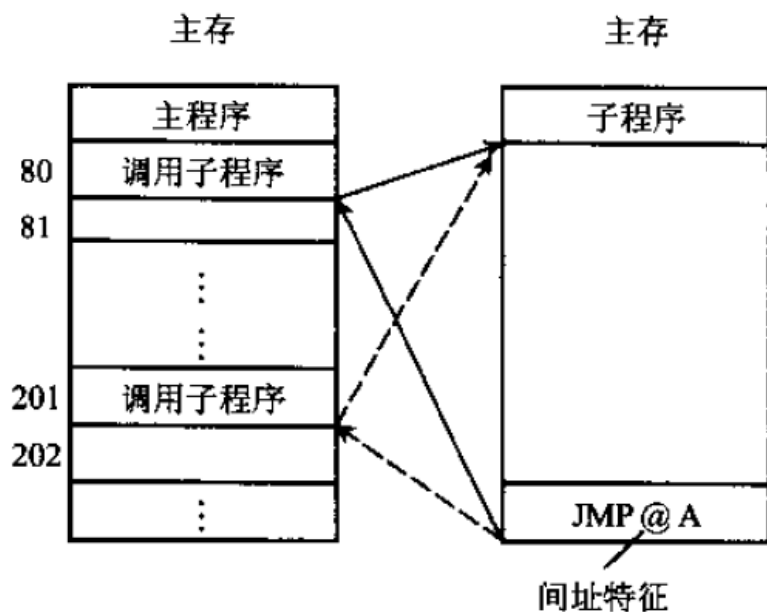 主存
主程序
80 调用子程序
81
⋮
⋮
201 调用子程序
202
⋮
主存
子程序
JMP @ A
间址特征